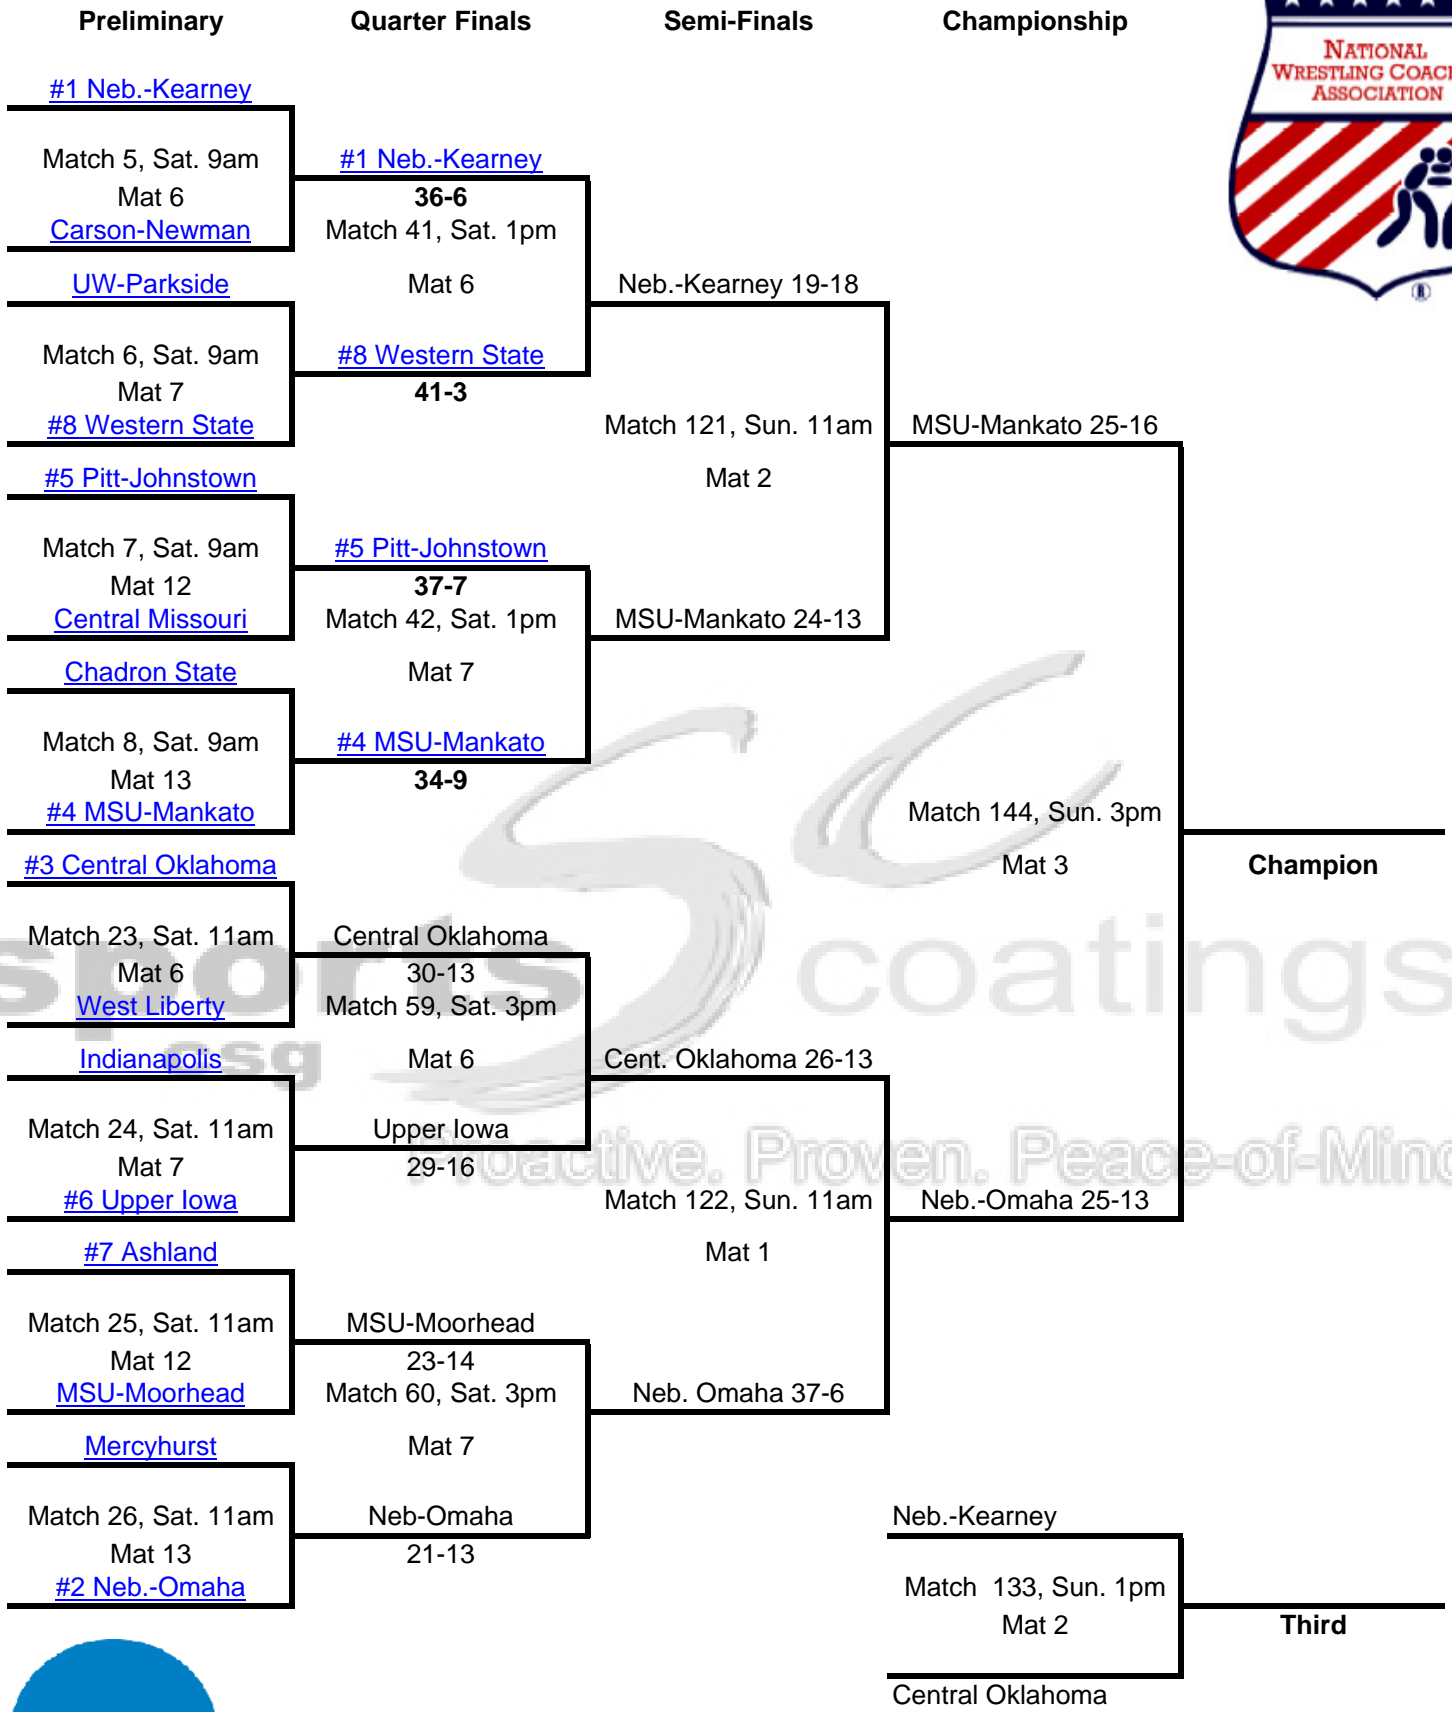 Preliminary Quarter Finals Semi-Finals Championship
NATIONAL
WRESTLING COACH
ASSOCIATION
#1 Neb.-Kearney
Match 5, Sat. 9am #1 Neb.-Kearney
Mat 6 36-6
Carson-Newman Match 41, Sat. 1pm
UW-Parkside Mat 6 Neb.-Kearney 19-18
Match 6, Sat. 9am #8 Western State
Mat 7 41-3
#8 Western State Match 121, Sun. 11am MSU-Mankato 25-16
#5 Pitt-Johnstown Mat 2
Match 7, Sat. 9am #5 Pitt-Johnstown
Mat 12 37-7
Central Missouri Match 42, Sat. 1pm MSU-Mankato 24-13
Chadron State Mat 7
Match 8, Sat. 9am #4 MSU-Mankato
Mat 13 34-9
#4 MSU-Mankato Match 144, Sun. 3pm
#3 Central Oklahoma Mat 3 Champion
Match 23, Sat. 11am Central Oklahoma
sports coatings
Mat 6 30-13
West Liberty Match 59, Sat. 3pm
esg
Indianapolis Mat 6 Cent. Oklahoma 26-13
Match 24, Sat. 11am Upper Iowa
Proactive. Proven. Peace-of-Mind
Mat 7 29-16
#6 Upper Iowa Match 122, Sun. 11am Neb.-Omaha 25-13
#7 Ashland Mat 1
Match 25, Sat. 11am MSU-Moorhead
Mat 12 23-14
MSU-Moorhead Match 60, Sat. 3pm Neb. Omaha 37-6
Mercyhurst Mat 7
Match 26, Sat. 11am Neb-Omaha Neb.-Kearney
Mat 13 21-13
#2 Neb.-Omaha Match 133, Sun. 1pm
Mat 2 Third
Central Oklahoma